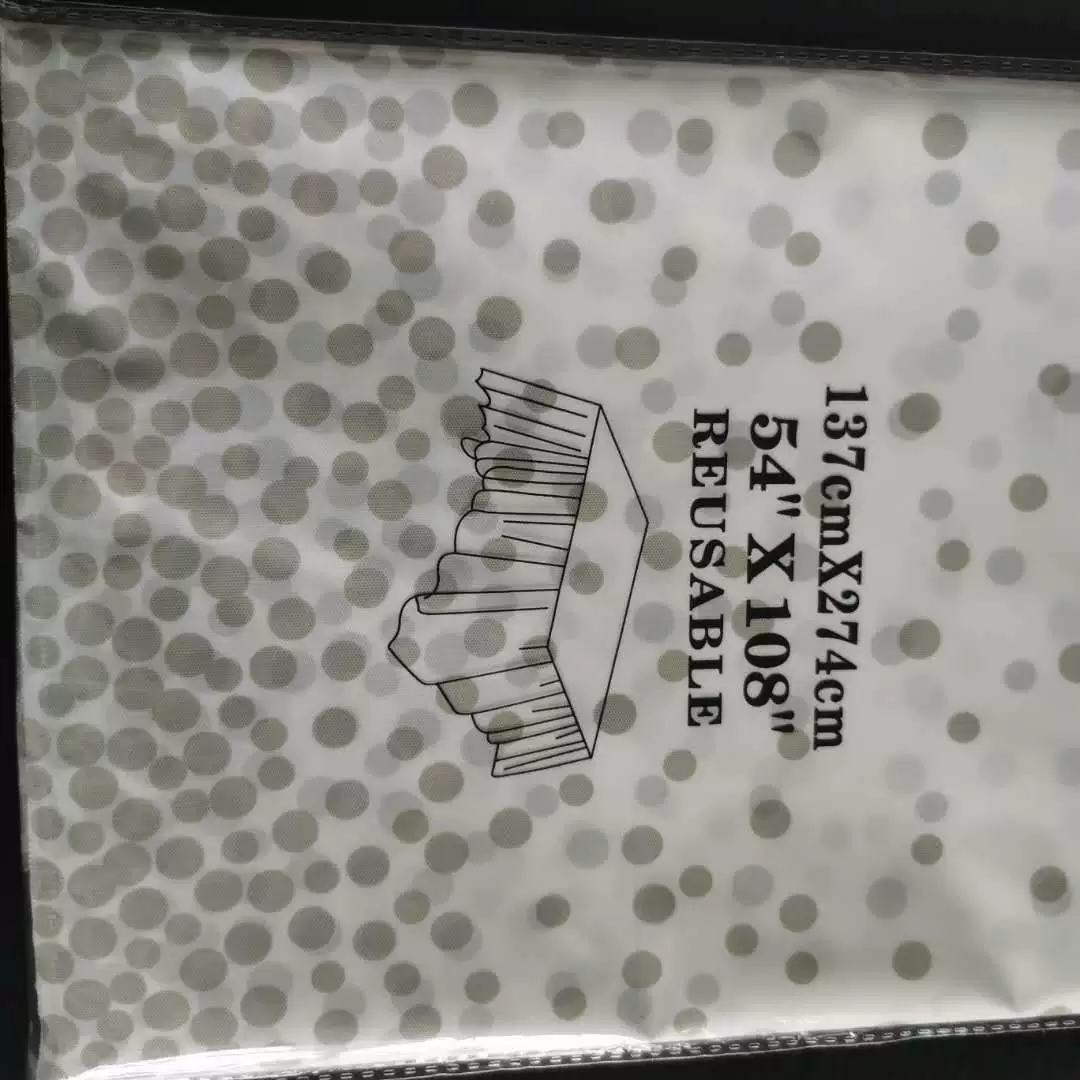 137cmX274cm
54" X 108"
REUSABLE